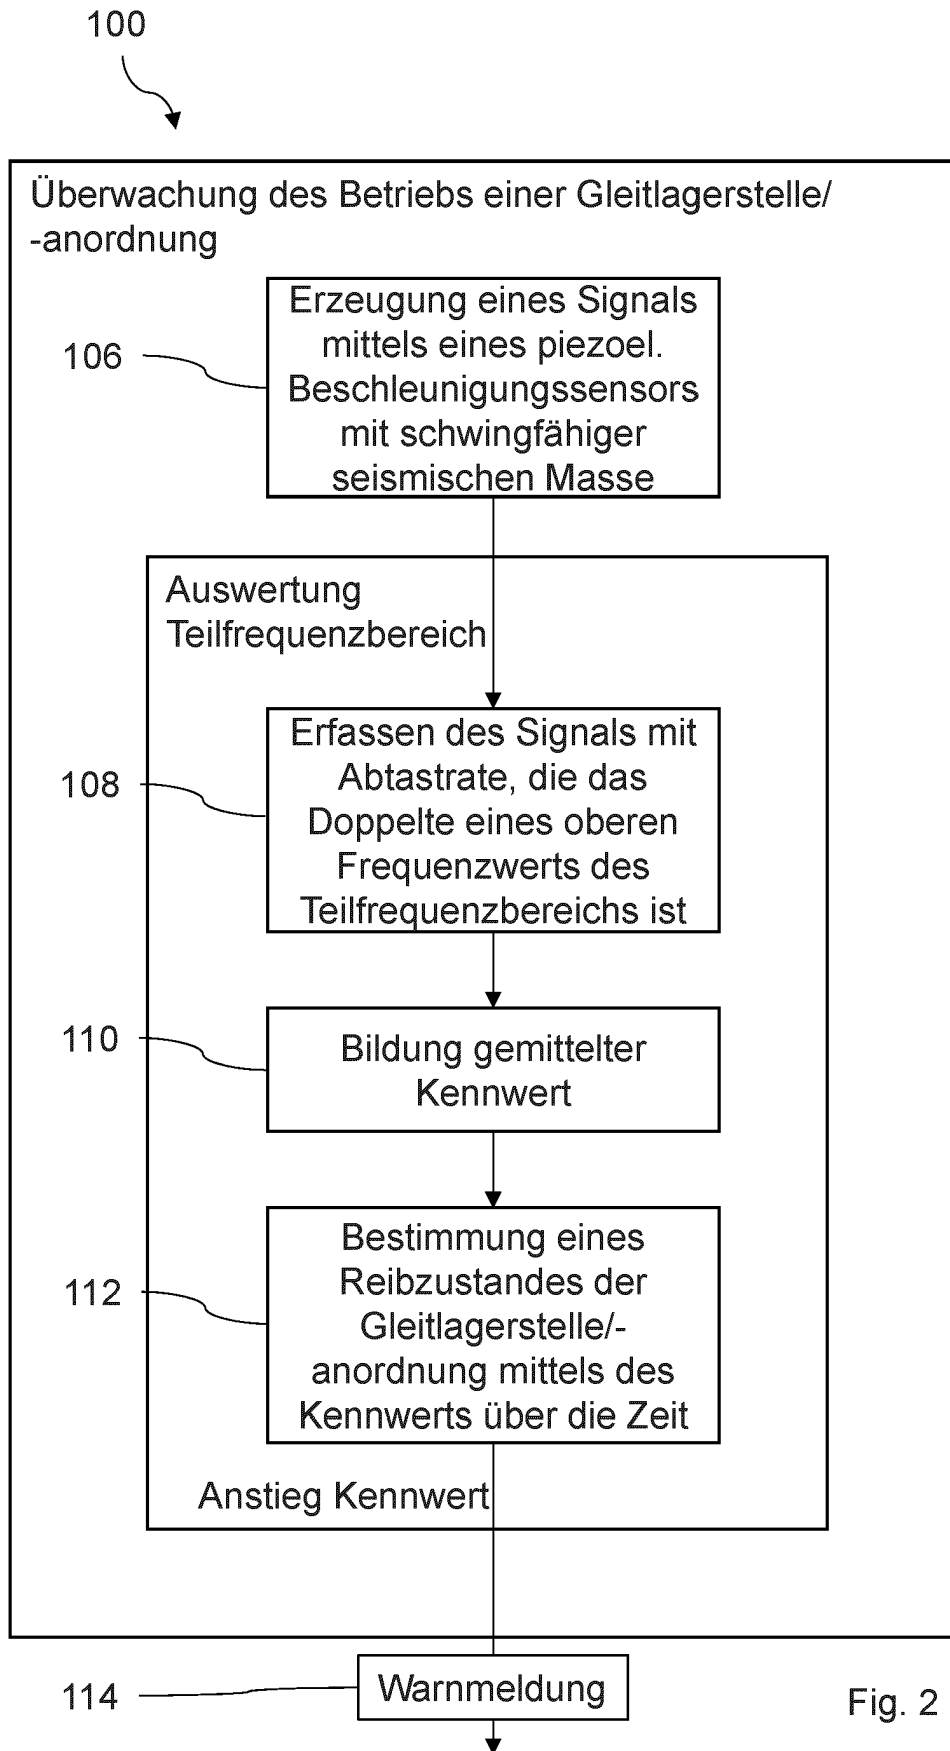 100
Überwachung des Betriebs einer Gleitlagerstelle/
-anordnung
Erzeugung eines Signals
mittels eines piezoel.
Beschleunigungssensors
mit schwingfähiger
seismischen Masse
106
Auswertung
Teilfrequenzbereich
Erfassen des Signals mit
Abtastrate, die das
Doppelte eines oberen
Frequenzwerts des
Teilfrequenzbereichs ist
108
Bildung gemittelter
Kennwert
110
Bestimmung eines
Reibzustandes der
Gleitlagerstelle/-
anordnung mittels des
Kennwerts über die Zeit
112
Anstieg Kennwert
Warnmeldung
114
Fig. 2